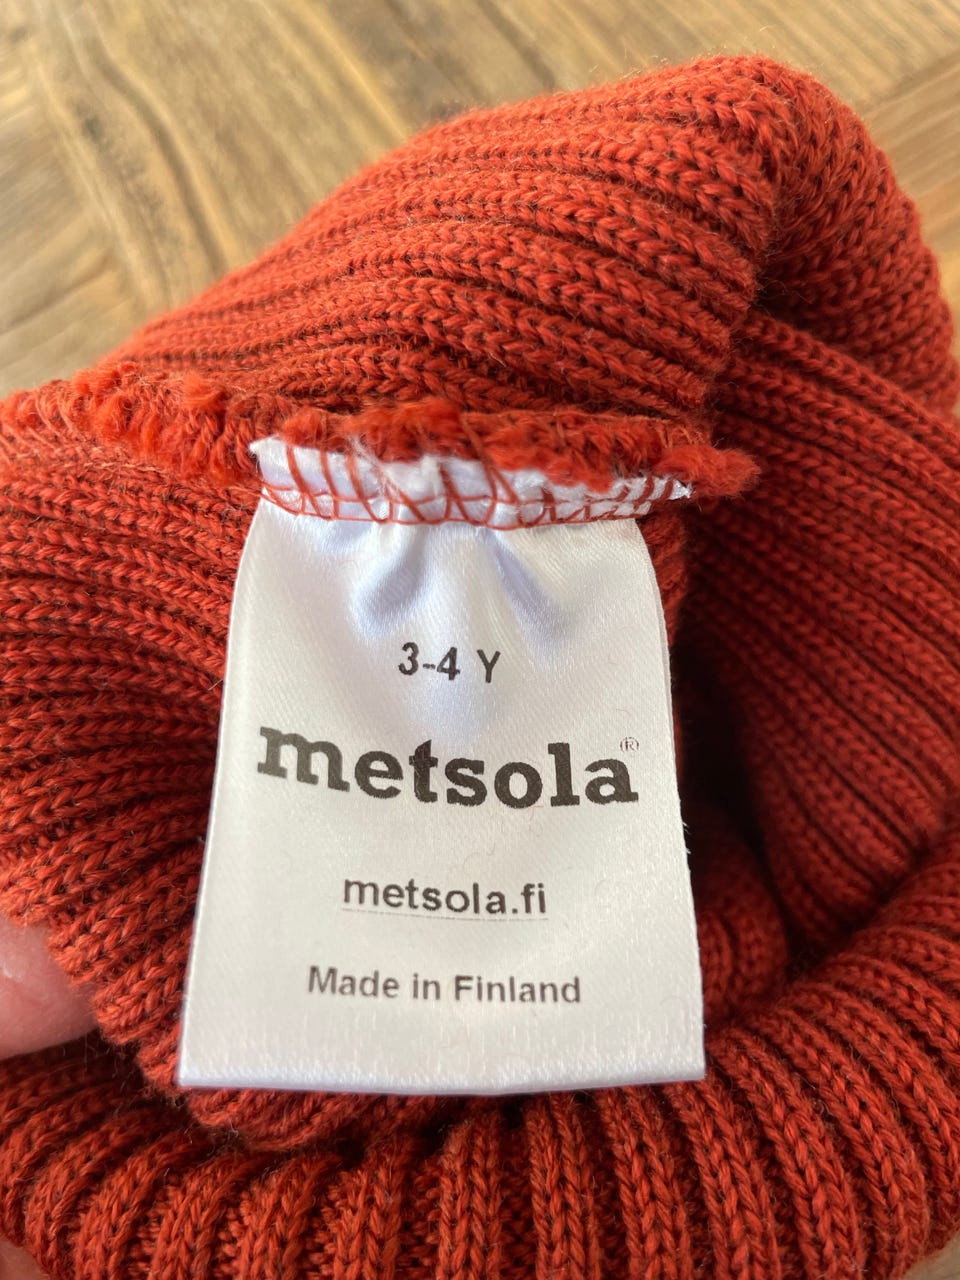 3-4 Y
metsola®
metsola.fi
Made in Finland